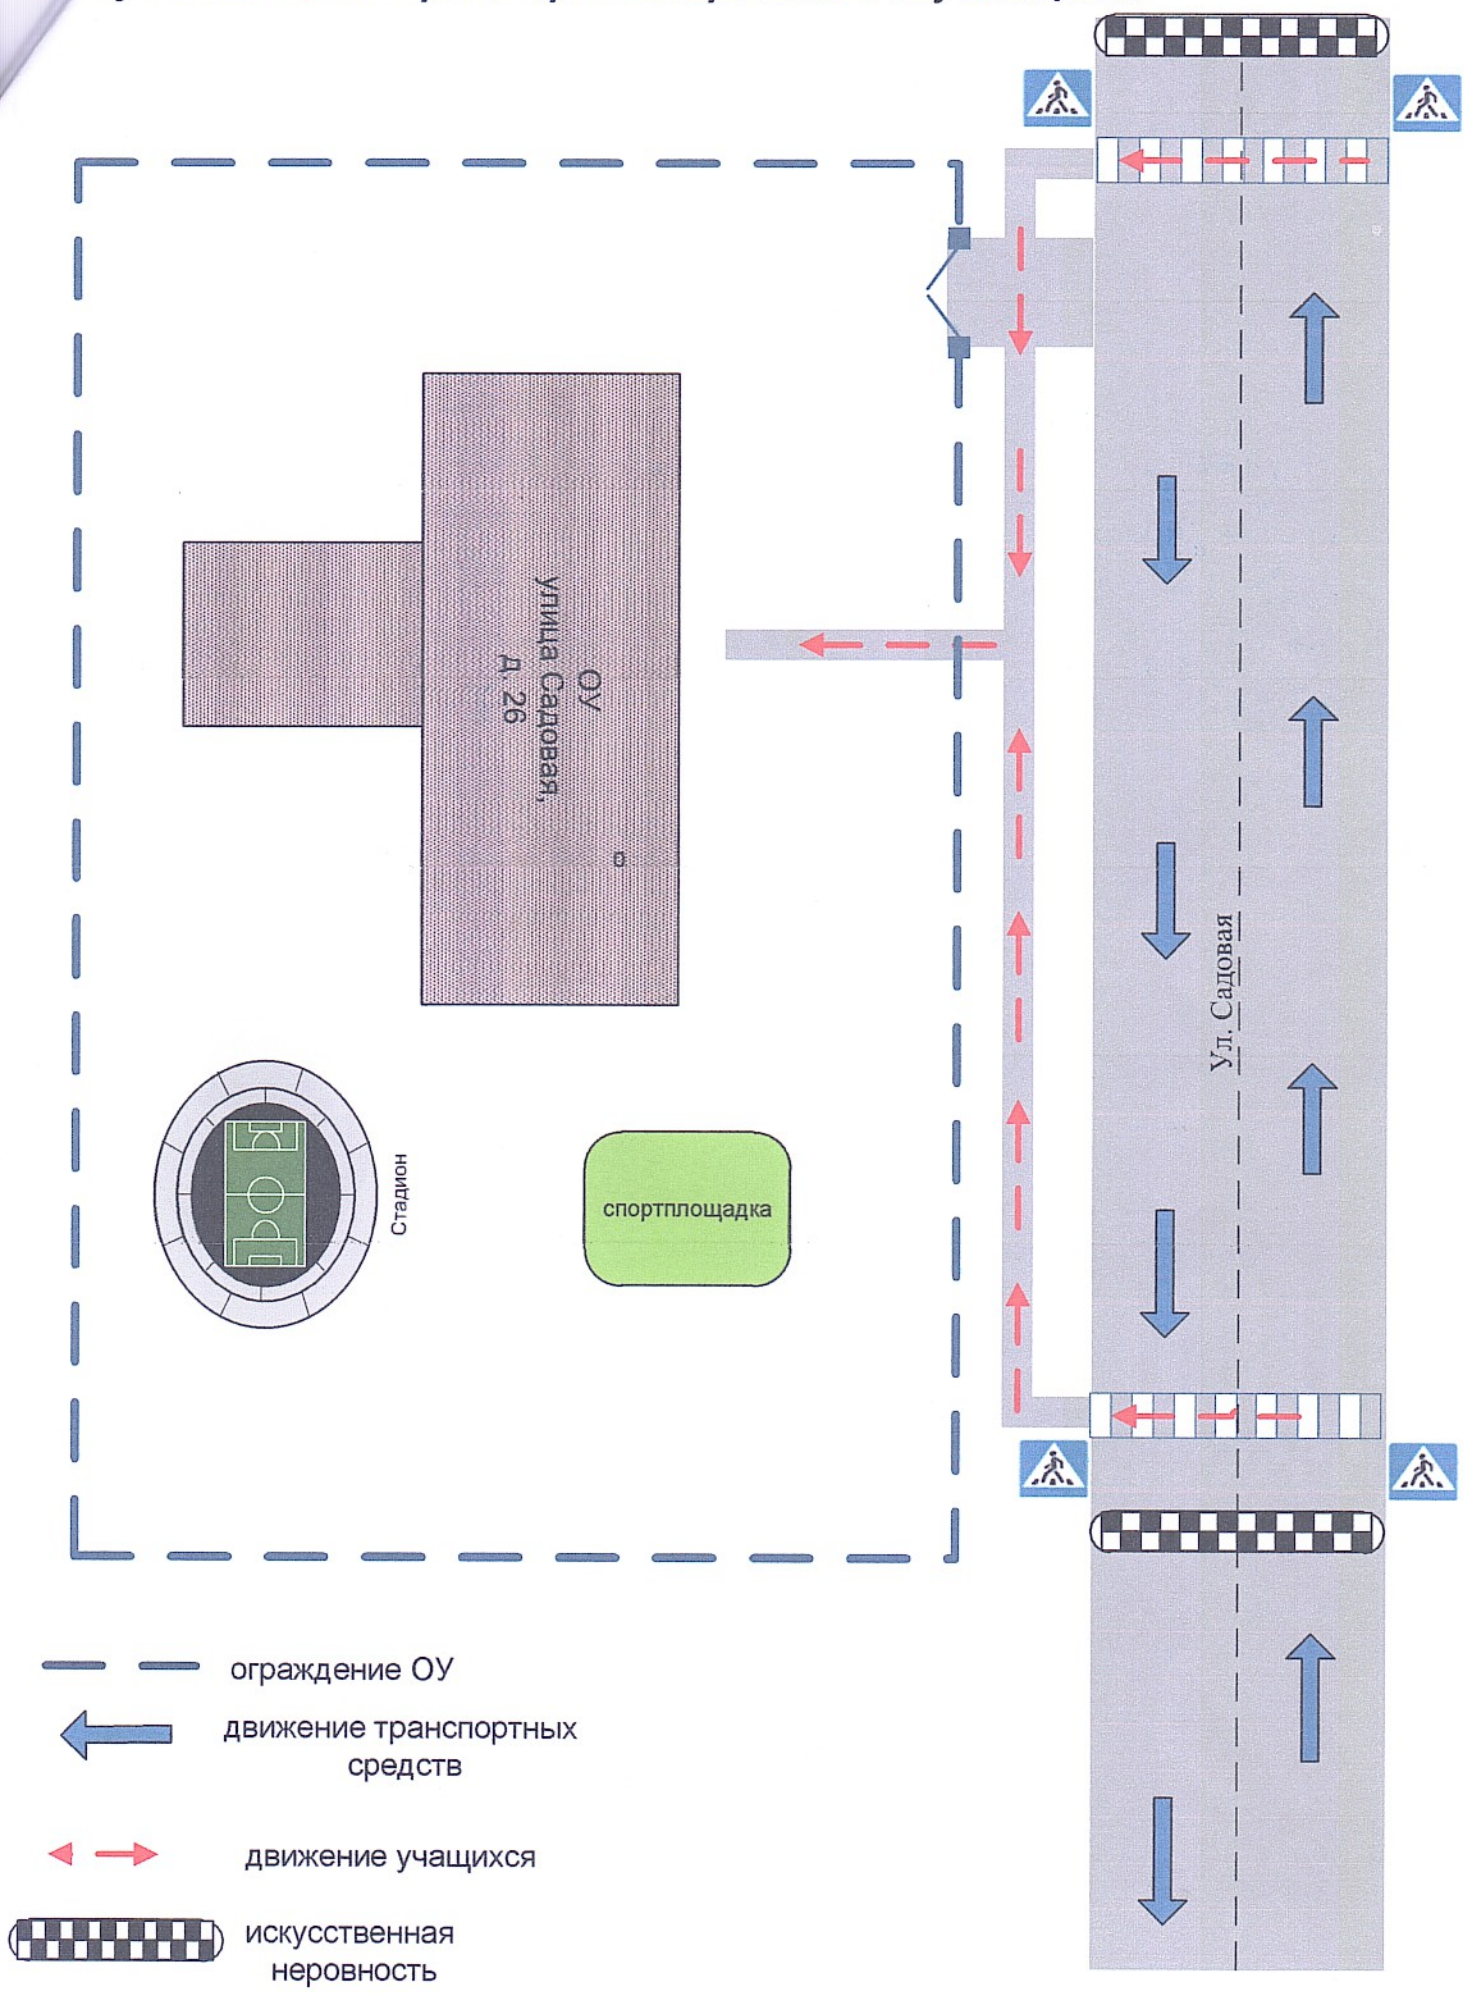 ОУ
улица Садовая,
д. 26
Ул. Садовая
Стадион
спортплощадка
ограждение ОУ
движение транспортных
средств
движение учащихся
искусственная
неровность